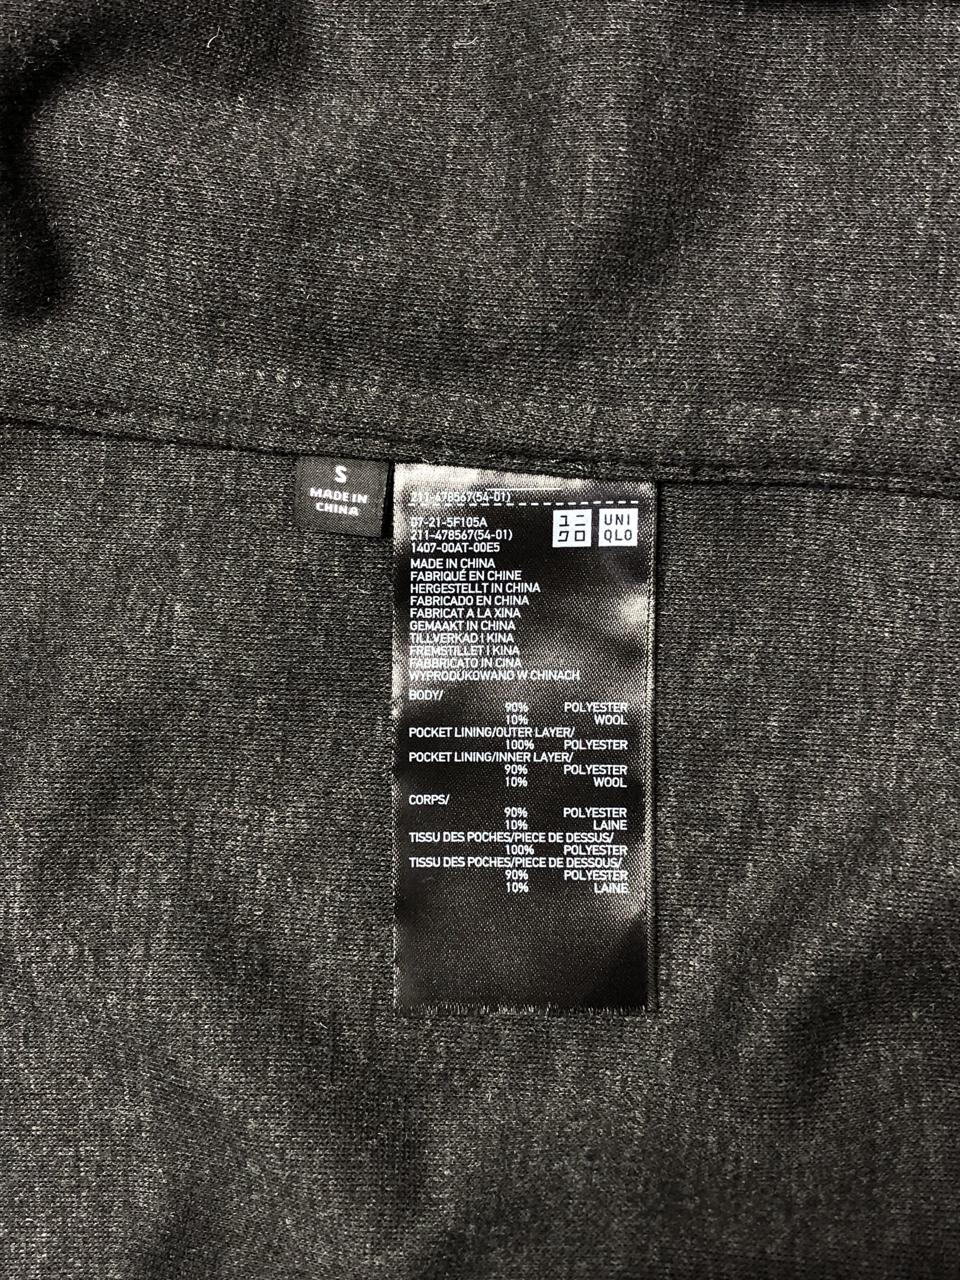 S
MADE IN
CHINA
211-478567(54-01)
07-21-5F105A
211-478567(54-01)
1407-00AT-00E5
ユニ
クロ
UNI
QLO
MADE IN CHINA
FABRIQUÉ EN CHINE
HERGESTELLT IN CHINA
FABRICADO EN CHINA
FABRICAT A LA XINA
GEMAAKT IN CHINA
TILLVERKAD I KINA
FREMSTILLET I KINA
FABBRICATO IN CINA
WYPRODUKOWANO W CHINACH
BODY/
90% POLYESTER
10% WOOL
POCKET LINING/OUTER LAYER/
100% POLYESTER
POCKET LINING/INNER LAYER/
90% POLYESTER
10% WOOL
CORPS/
90% POLYESTER
10% LAINE
TISSU DES POCHES/PIECE DE DESSUS/
100% POLYESTER
TISSU DES POCHES/PIECE DE DESSOUS/
90% POLYESTER
10% LAINE